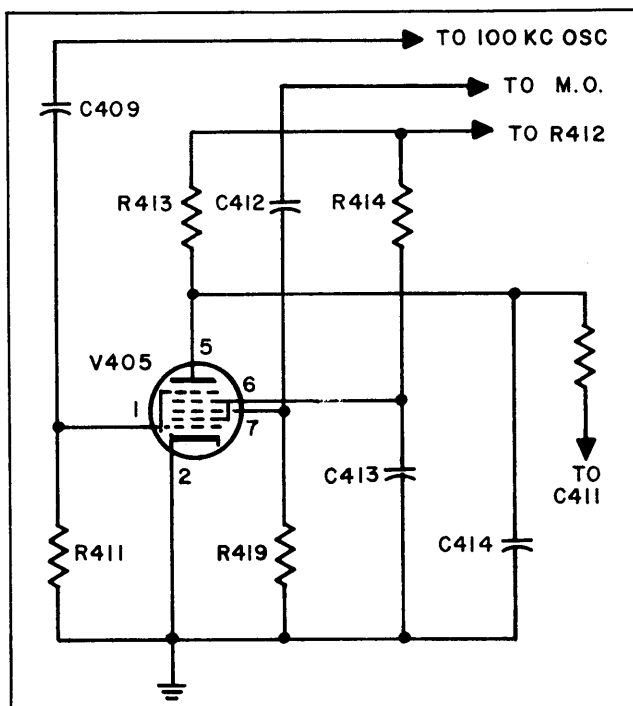 TO 100 KC OSC
C409
TO M.O.
TO R412
R413
C412
R414
V405
5
6
1
7
2
C413
TO
C411
R411
R419
C414